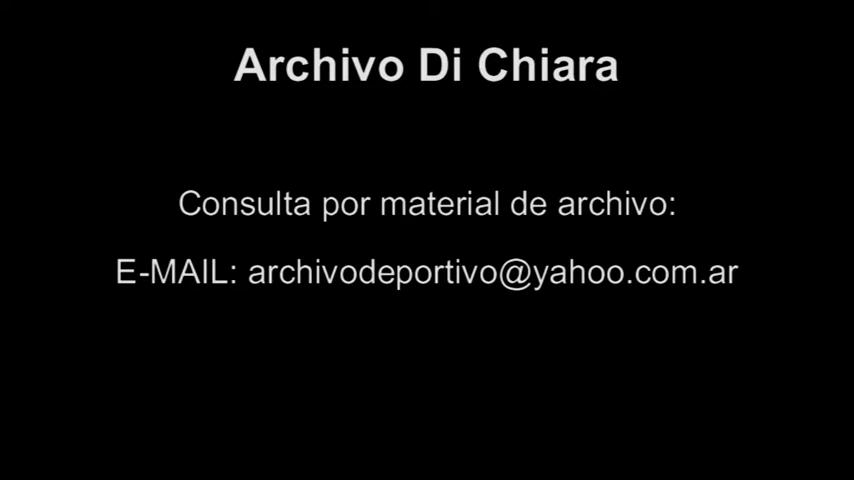 Archivo Di Chiara
Consulta por material de archivo:
E-MAIL: archivodeportivo@yahoo.com.ar